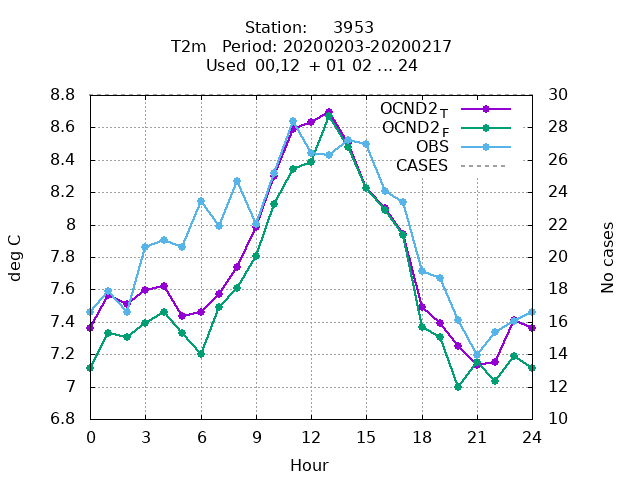 Station: 3953
T2m Period: 20200203-20200217
Used 00,12 + 01 02 ... 24
8.8
8.6
8.4
8.2
8
7.8
7.6
7.4
7.2
7
6.8
deg C
OCND2_T
OCND2_F
OBS
CASES
30
28
26
24
22
20
18
16
14
12
10
No cases
0 3 6 9 12 15 18 21 24
Hour